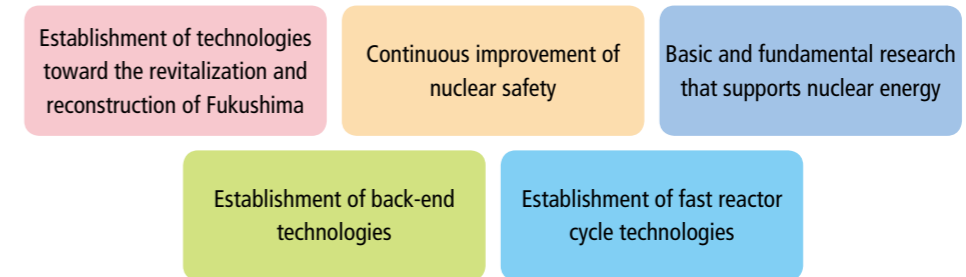 Establishment of technologies
toward the revitalization and
reconstruction of Fukushima
Continuous improvement of
nuclear safety
Basic and fundamental research
that supports nuclear energy
Establishment of back-end
technologies
Establishment of fast reactor
cycle technologies